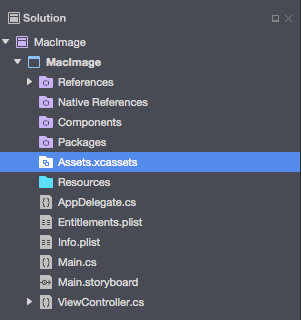 Solution
MacImage
MacImage
References
Native References
Components
Packages
Assets.xcassets
Resources
AppDelegate.cs
Entitlements.plist
Info.plist
Main.cs
Main.storyboard
ViewController.cs